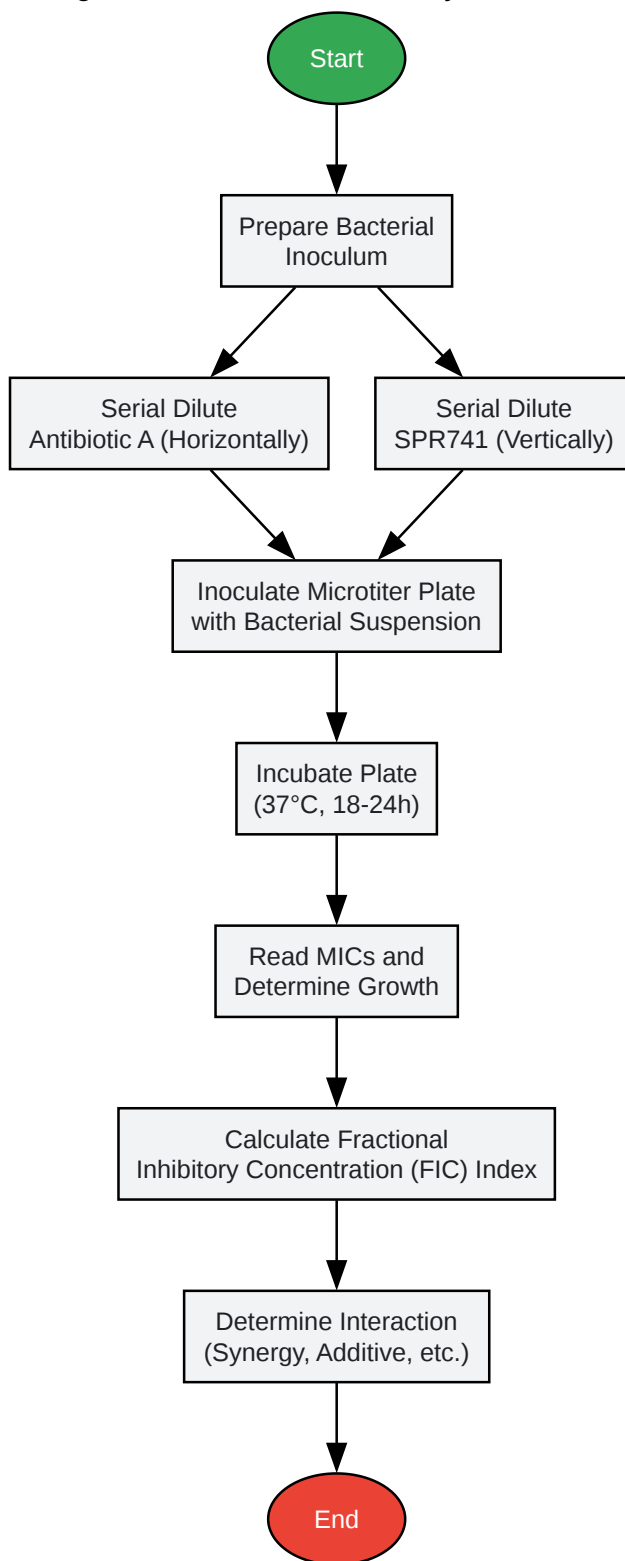 Start
Prepare Bacterial
Inoculum
Serial Dilute
Antibiotic A (Horizontally)
Serial Dilute
SPR741 (Vertically)
Inoculate Microtiter Plate
with Bacterial Suspension
Incubate Plate
(37°C, 18-24h)
Read MICs and
Determine Growth
Calculate Fractional
Inhibitory Concentration (FIC) Index
Determine Interaction
(Synergy, Additive, etc.)
End